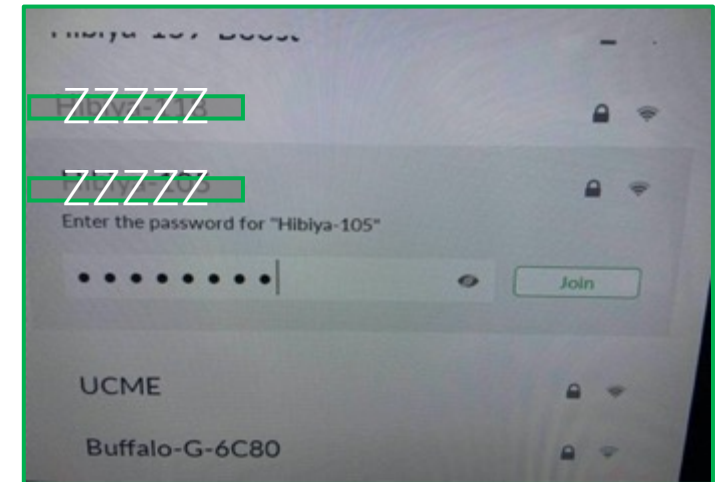 ZZZZZ
ZZZZZ
Enter the password for "Hibiya-105"
Join
UCME
Buffalo-G-6C80